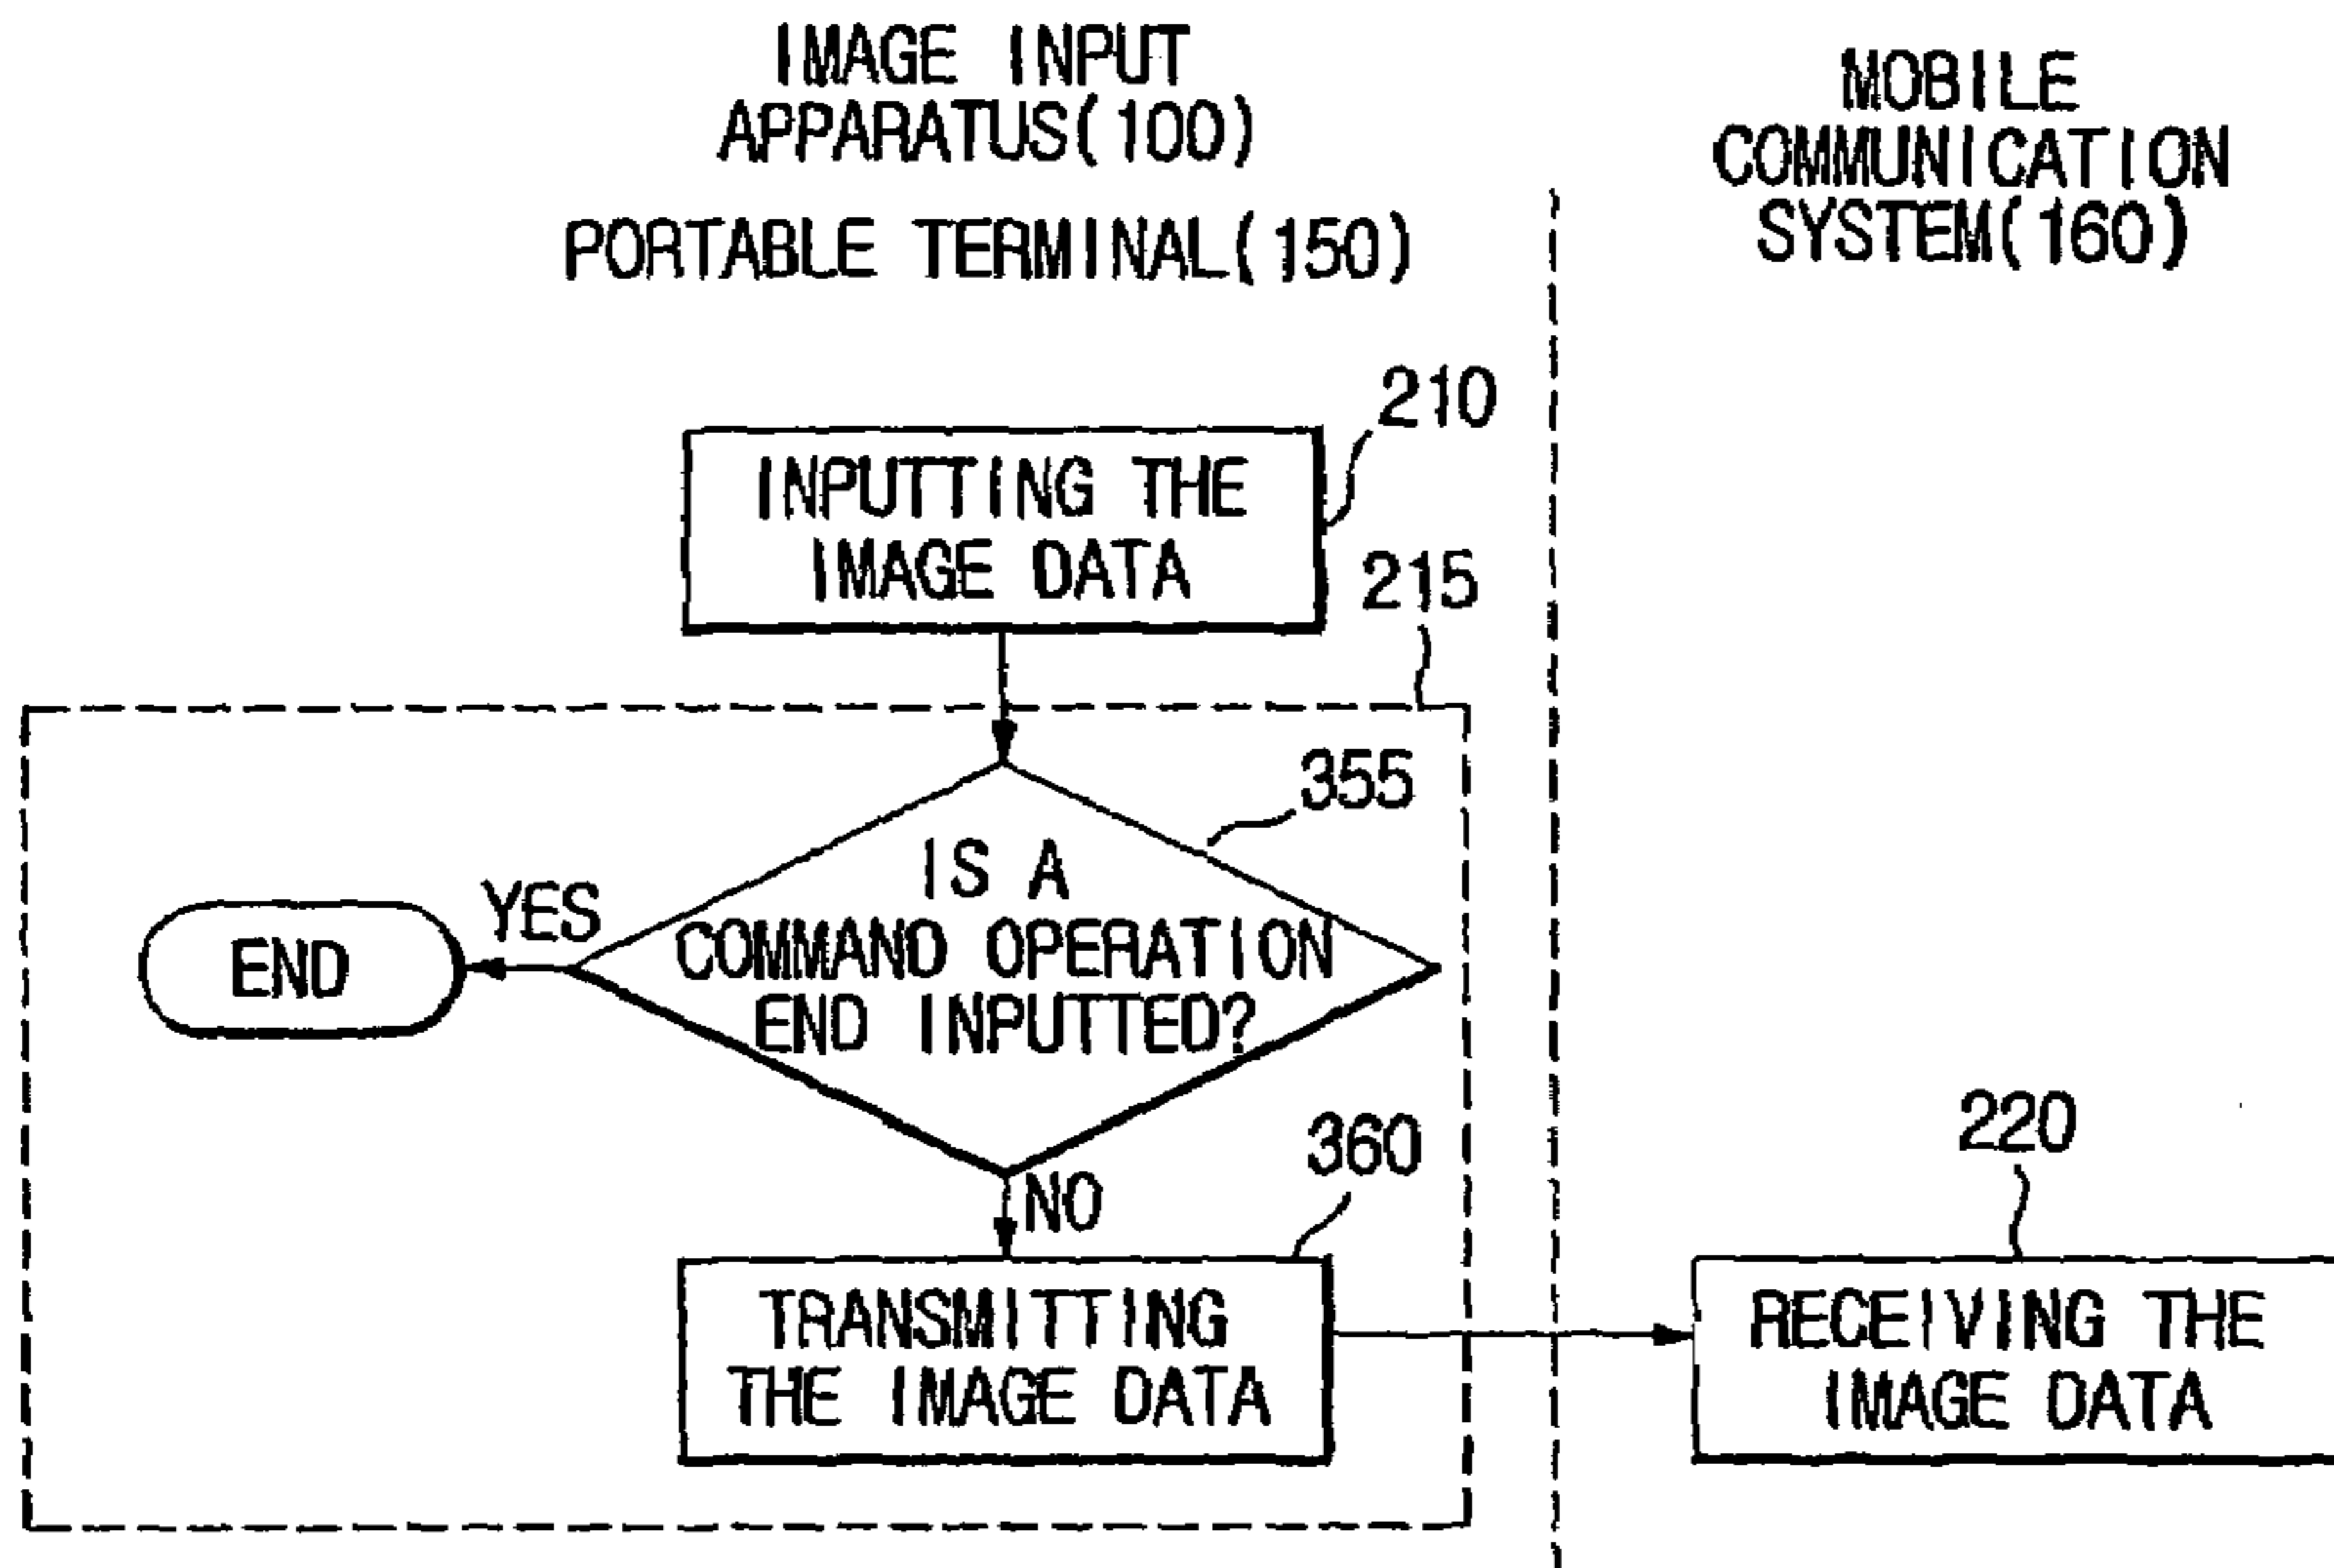 IMAGE INPUT
APPARATUS(100)
PORTABLE TERMINAL(150)
MOBILE
COMMUNICATION
SYSTEM(160)
210
INPUTTING THE
IMAGE DATA
215
355
IS A
COMMAND OPERATION
END INPUTTED?
YES
END
NO
360
TRANSMITTING
THE IMAGE DATA
220
RECEIVING THE
IMAGE DATA